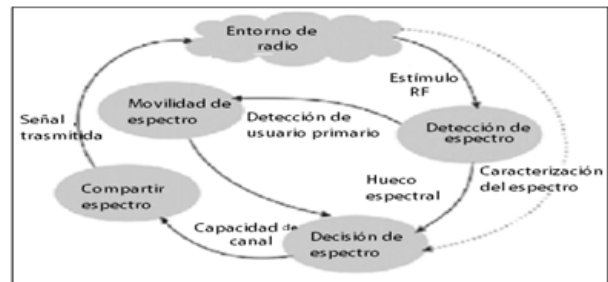 Entorno de
radio
Estímulo
RF
Movilidad de
espectro
Señal
trasmitida
Detección de
usuario primario
Detección de
espectro
Compartir
espectro
Hueco
espectral
Caracterización
del espectro
Capacidad de
canal
Decisión de
espectro